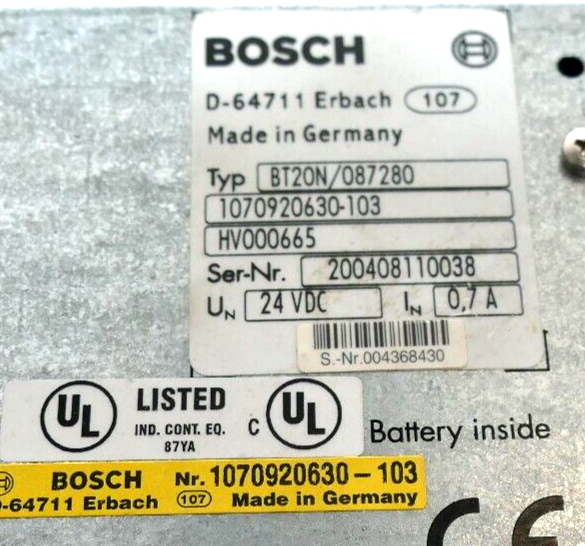 BOSCH
D-64711 Erbach 107
Made in Germany
Typ BT20N/087280
1070920630-103
HV000665
Ser-Nr. 200408110038
UN 24 VDC IN 0,7 A
S.-Nr.004368430
UL LISTED C UL
IND. CONT. EQ.
87YA
Battery inside
BOSCH Nr. 1070920630-103
D-64711 Erbach 107 Made in Germany
CE